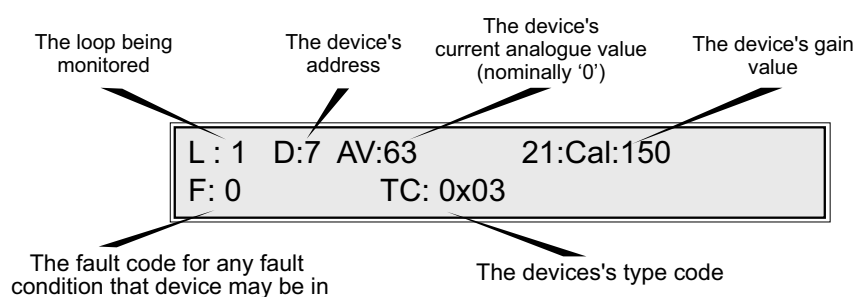 The loop being
monitored
The device's
address
The device's
current analogue value
(nominally ‘0’)
The device's gain
value
L : 1 D:7 AV:63 21:Cal:150
F: 0 TC: 0x03
The fault code for any fault
condition that device may be in
The devices's type code